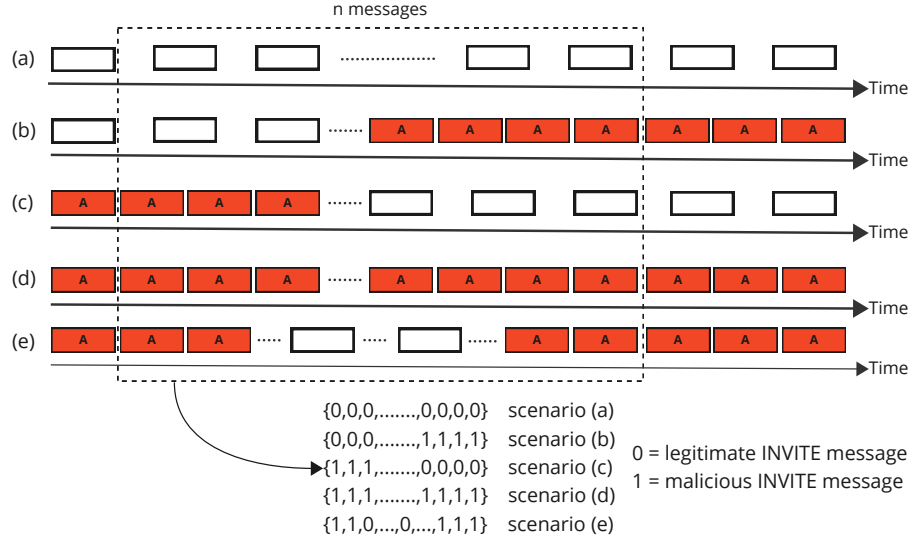 n messages
(a)
Time
(b) A A A A A A A
Time
(c) A A A A
Time
(d) A A A A A A A A A A A
Time
(e) A A A A A A A A
Time
{0,0,0,.......,0,0,0,0} scenario (a)
{0,0,0,.......,1,1,1,1} scenario (b)
{1,1,1,.......,0,0,0,0} scenario (c)
{1,1,1,.......,1,1,1,1} scenario (d)
{1,1,0,...,0,...,1,1,1} scenario (e)
0 = legitimate INVITE message
1 = malicious INVITE message